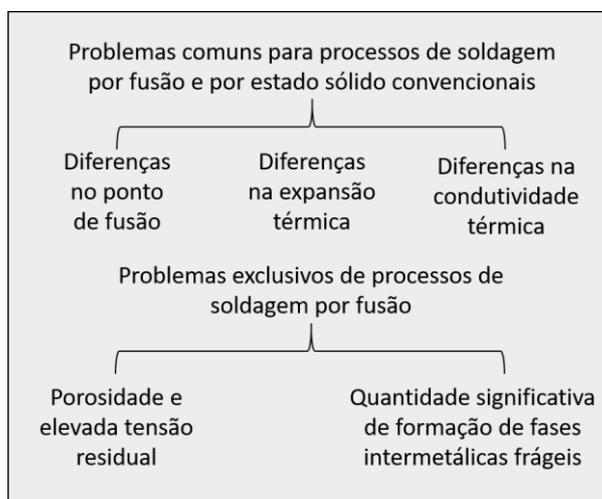 Problemas comuns para processos de soldagem
por fusão e por estado sólido convencionais
Diferenças
no ponto
de fusão
Diferenças
na expansão
térmica
Diferenças na
condutividade
térmica
Problemas exclusivos de processos de
soldagem por fusão
Porosidade e
elevada tensão
residual
Quantidade significativa
de formação de fases
intermetálicas frágeis